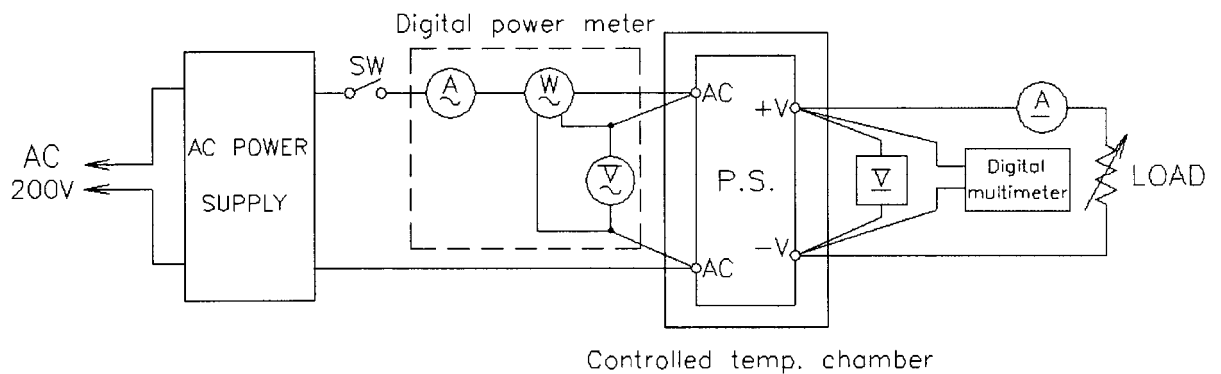 Digital power meter
SW
A
W
V
AC
200V
AC POWER
SUPPLY
AC
AC
P.S.
+V
-V
V
A
Digital
multimeter
LOAD
Controlled temp. chamber